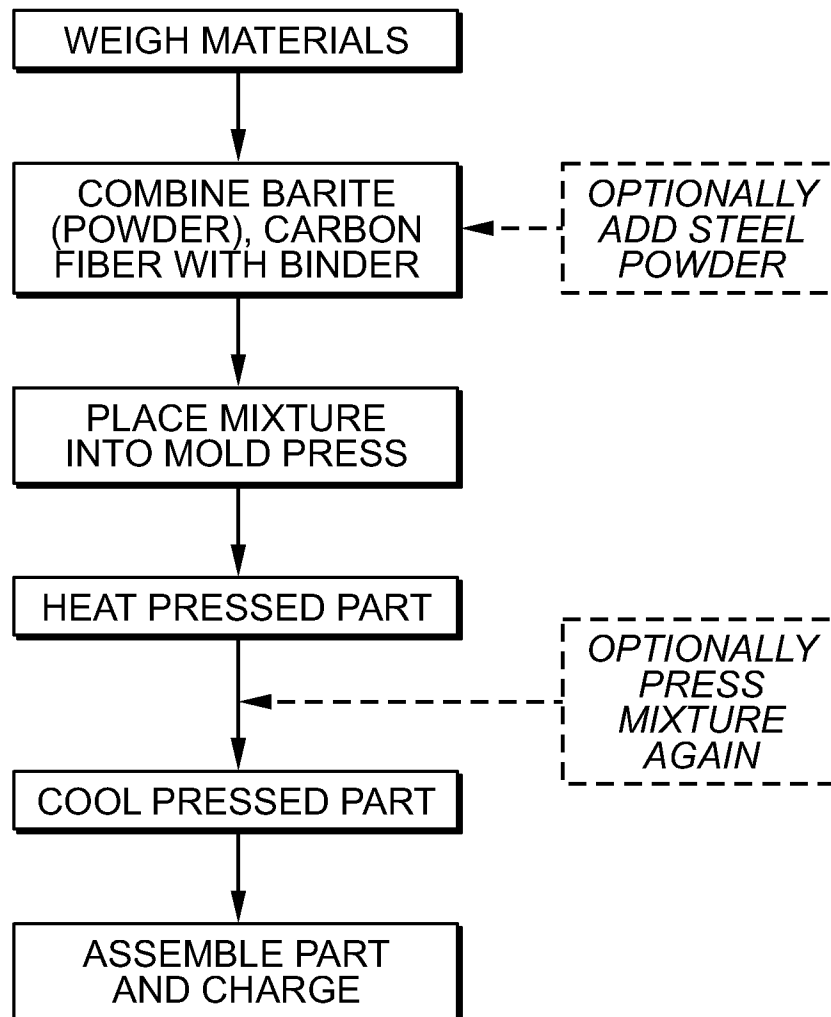 WEIGH MATERIALS
COMBINE BARITE
(POWDER), CARBON
FIBER WITH BINDER
OPTIONALLY
ADD STEEL
POWDER
PLACE MIXTURE
INTO MOLD PRESS
HEAT PRESSED PART
OPTIONALLY
PRESS
MIXTURE
AGAIN
COOL PRESSED PART
ASSEMBLE PART
AND CHARGE